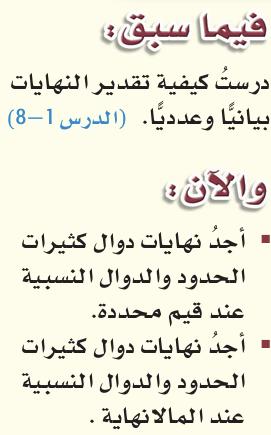 فيما سبق:
درستُ كيفية تقدير النهايات
بيانيًّا وعدديًّا. (الدرس 1–8)
والآن:
▪ أجدُ نهايات دوال كثيرات
الحدود والدوال النسبية
عند قيم محددة.
▪ أجدُ نهايات دوال كثيرات
الحدود والدوال النسبية
عند المالانهاية .